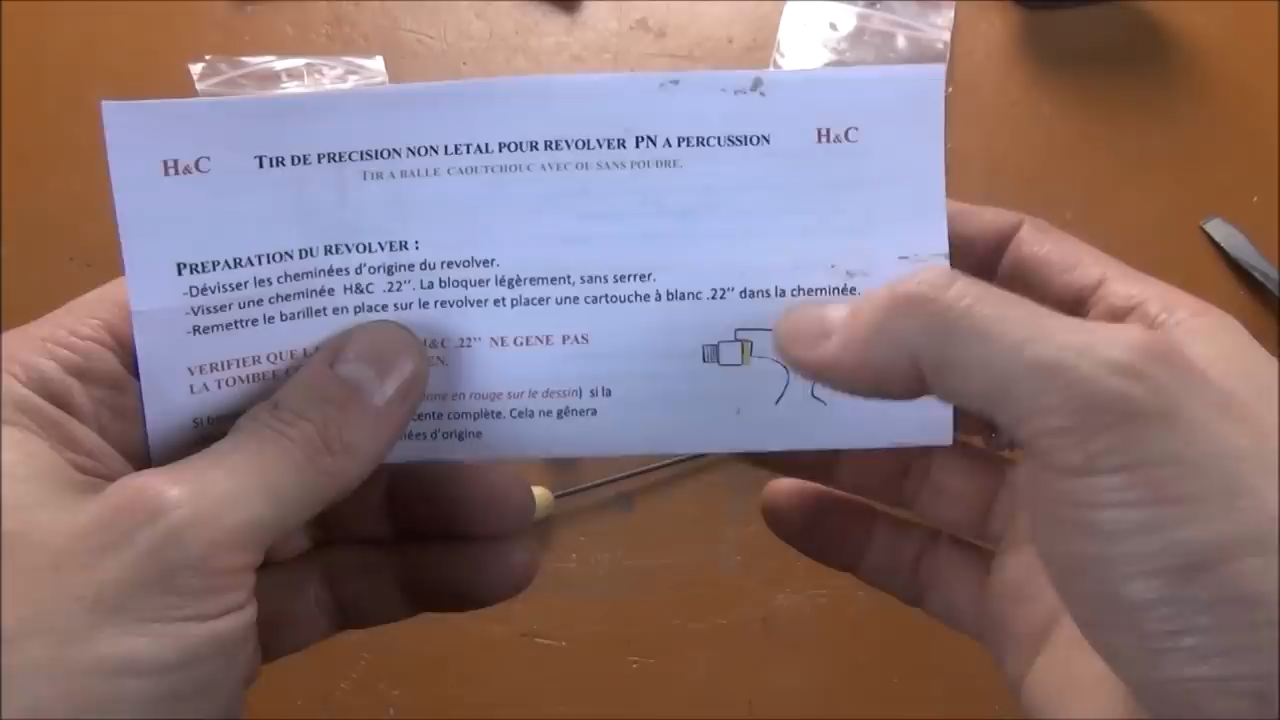 H&C TIR DE PRECISION NON LETAL POUR REVOLVER PN A PERCUSSION H&C
TIR A BALLE CAOUTCHOUC AVEC OU SANS POUDRE.
PREPARATION DU REVOLVER :
-Dévisser les cheminées d'origine du revolver.
-Visser une cheminée H&C .22’’. La bloquer légèrement, sans serrer.
-Remettre le barillet en place sur le revolver et placer une cartouche à blanc .22’’ dans la cheminée.
VERIFIER QUE H&C .22’’ NE GENE PAS
LA TOMBEE
en rouge sur le dessin) si la
complète. Cela ne gênera
d'origine